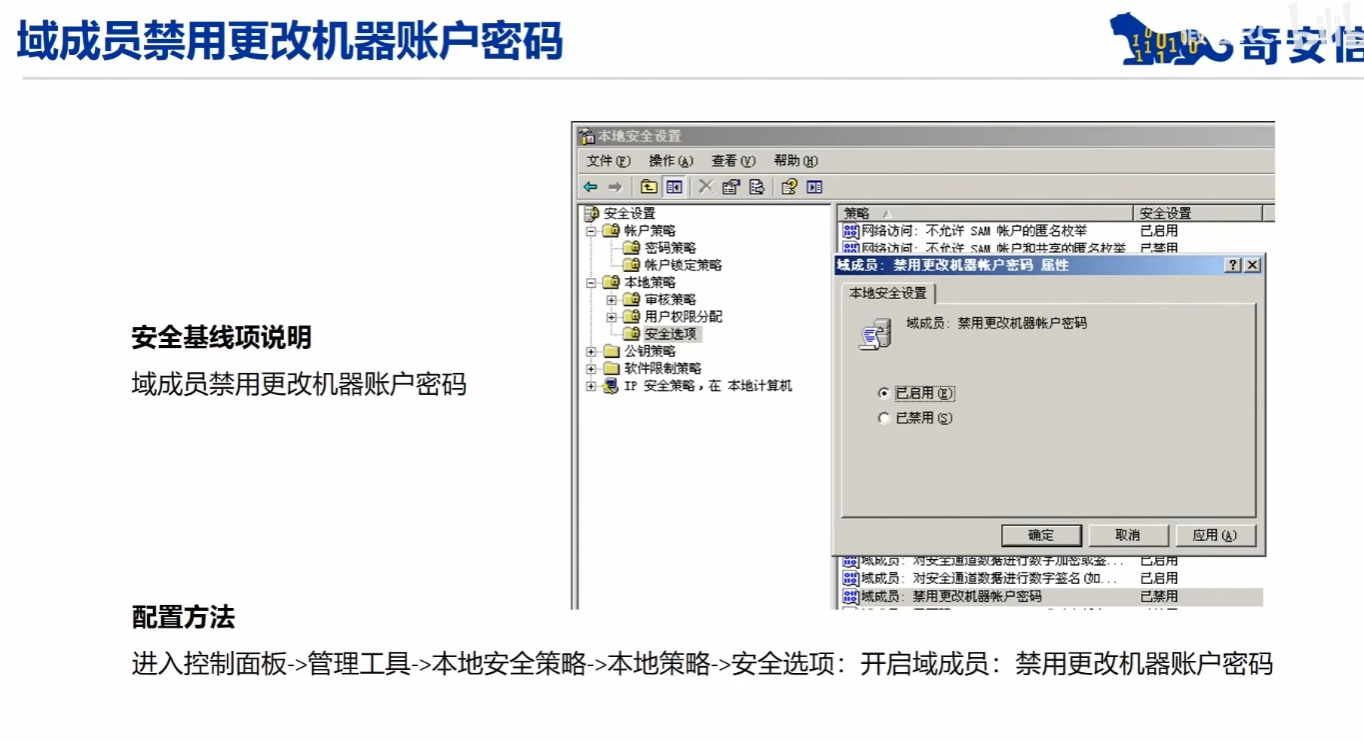 域成员禁用更改机器账户密码
奇安信
本地安全设置
文件(F) 操作(A) 查看(V) 帮助(H)
安全设置
帐户策略
密码策略
帐户锁定策略
本地策略
审核策略
用户权限分配
安全选项
公钥策略
软件限制策略
IP 安全策略，在 本地计算机
策略 安全设置
网络访问: 不允许 SAM 帐户的匿名枚举 已启用
网络访问: 不允许 SAM 帐户和共享的匿名枚举 已禁用
域成员: 禁用更改机器帐户密码 属性
本地安全设置
域成员: 禁用更改机器帐户密码
已启用(E)
已禁用(S)
确定 取消 应用(A)
域成员: 对安全通道数据进行数字加密或签... 已启用
域成员: 对安全通道数据进行数字签名(如... 已启用
域成员: 禁用更改机器帐户密码 已禁用
安全基线项说明
域成员禁用更改机器账户密码
配置方法
进入控制面板->管理工具->本地安全策略->本地策略->安全选项：开启域成员：禁用更改机器账户密码